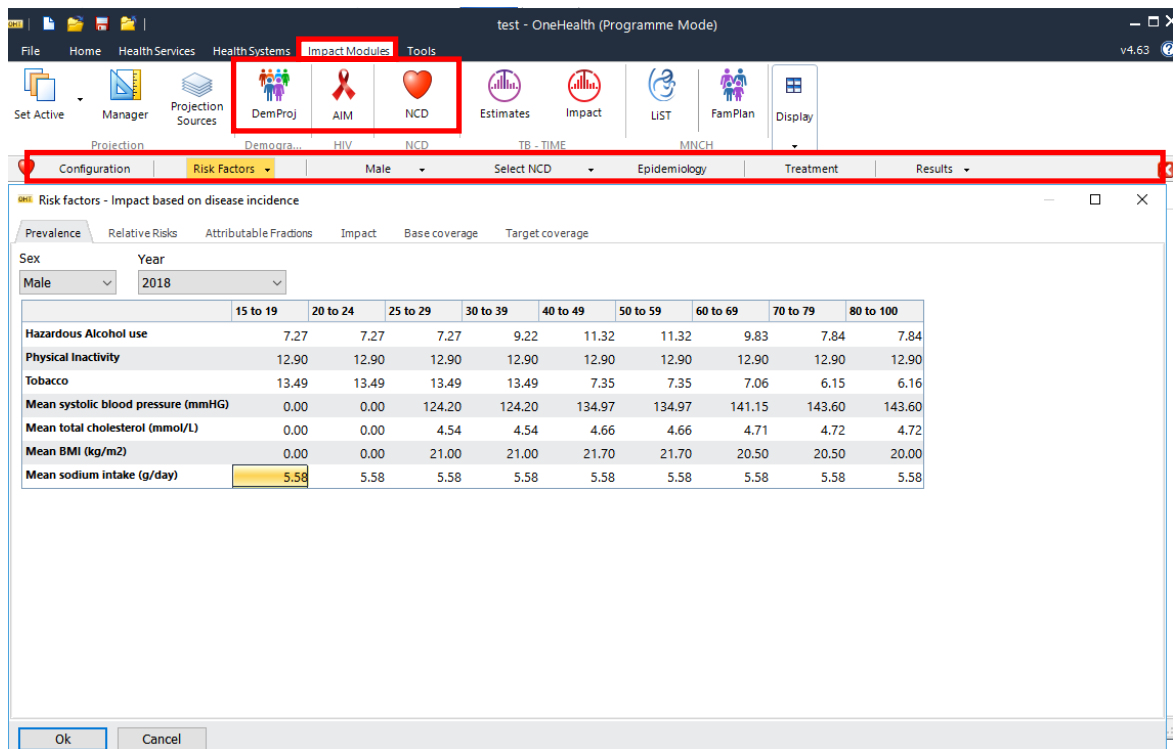 OHT test - OneHealth (Programme Mode)
File Home Health Services Health Systems Impact Modules Tools v4.63
Set Active Manager Projection Sources DemProj AIM NCD Estimates Impact LiST FamPlan Display
Projection Demogra... HIV NCD TB - TIME MNCH
Configuration Risk Factors Male Select NCD Epidemiology Treatment Results
OHT Risk factors - Impact based on disease incidence
Prevalence Relative Risks Attributable Fractions Impact Base coverage Target coverage
Sex Year
Male 2018
15 to 19 20 to 24 25 to 29 30 to 39 40 to 49 50 to 59 60 to 69 70 to 79 80 to 100
Hazardous Alcohol use 7.27 7.27 7.27 9.22 11.32 11.32 9.83 7.84 7.84
Physical Inactivity 12.90 12.90 12.90 12.90 12.90 12.90 12.90 12.90 12.90
Tobacco 13.49 13.49 13.49 13.49 7.35 7.35 7.06 6.15 6.16
Mean systolic blood pressure (mmHG) 0.00 0.00 124.20 124.20 134.97 134.97 141.15 143.60 143.60
Mean total cholesterol (mmol/L) 0.00 0.00 4.54 4.54 4.66 4.66 4.71 4.72 4.72
Mean BMI (kg/m2) 0.00 0.00 21.00 21.00 21.70 21.70 20.50 20.50 20.00
Mean sodium intake (g/day) 5.58 5.58 5.58 5.58 5.58 5.58 5.58 5.58 5.58
Ok Cancel